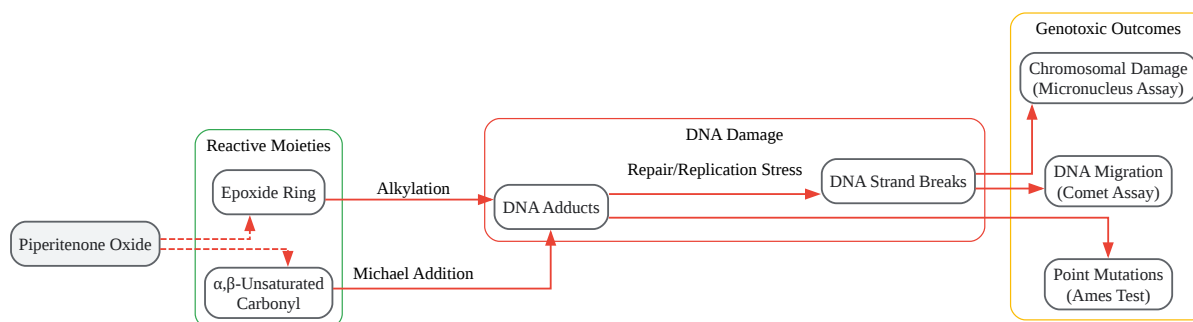 Genotoxic Outcomes
Chromosomal Damage
(Micronucleus Assay)
DNA Damage
Reactive Moieties
Repair/Replication Stress
DNA Migration
(Comet Assay)
Epoxide Ring
Alkylation
DNA Strand Breaks
DNA Adducts
Piperitenone Oxide
α,β-Unsaturated
Carbonyl
Michael Addition
Point Mutations
(Ames Test)